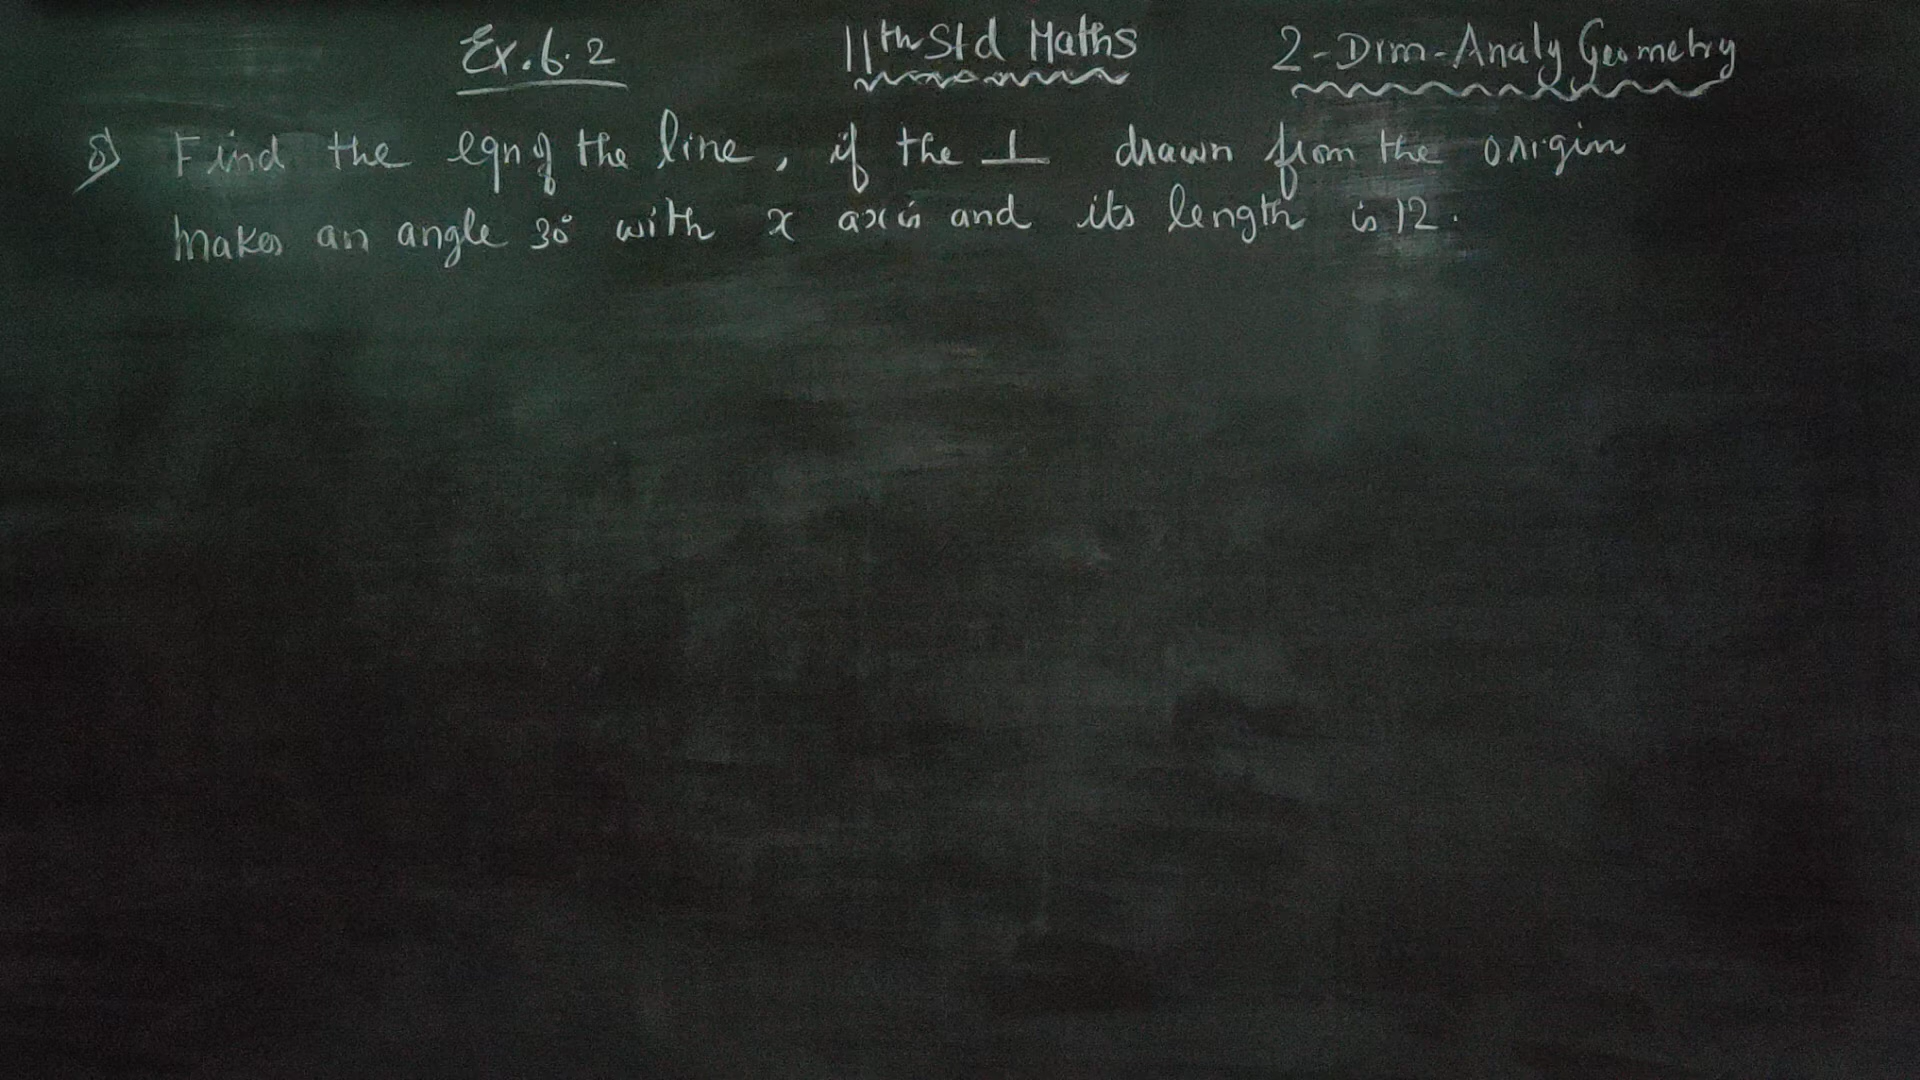 Ex. 6.2 11th Std Maths 2-Dim-Analy Geometry
8) Find the eqn of the line, if the ⊥ drawn from the origin
makes an angle 30° with x axis and its length is 12.